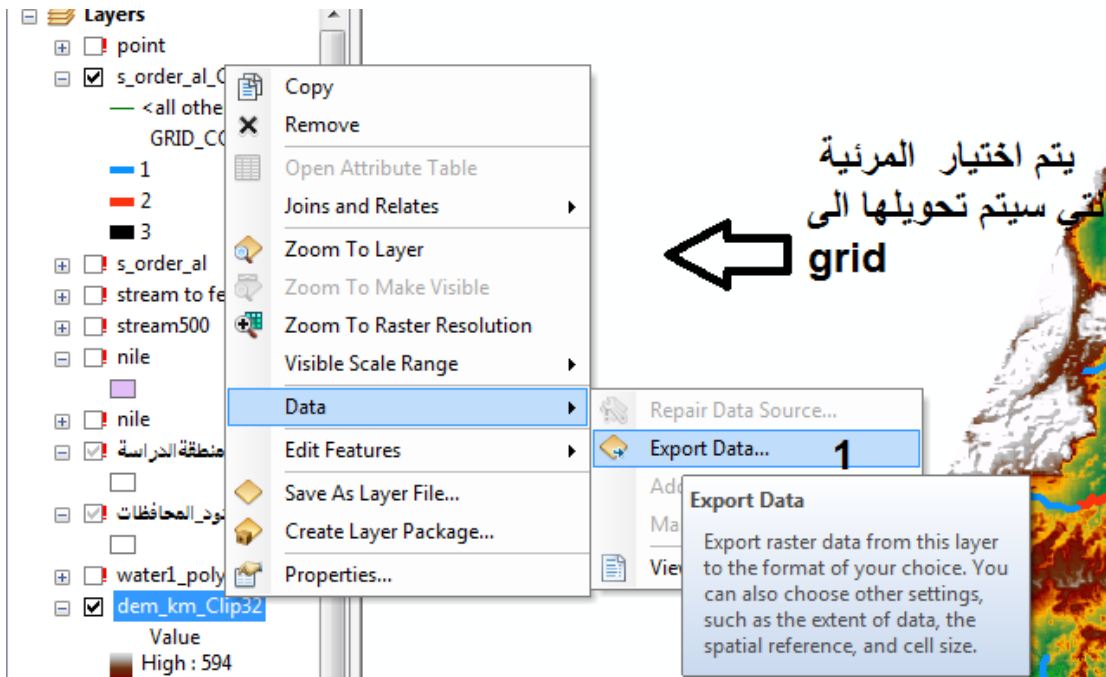 Layers
point
s_order_al_C
<all othe
GRID_CO
1
2
3
s_order_al
stream to fe
stream500
nile
nile
منطقة الدراسة
ود_المحافظات
water1_poly
dem_km_Clip32
Value
High : 594
Copy
Remove
Open Attribute Table
Joins and Relates
Zoom To Layer
Zoom To Make Visible
Zoom To Raster Resolution
Visible Scale Range
Data
Edit Features
Save As Layer File...
Create Layer Package...
Properties...
Repair Data Source...
Export Data... 1
Add
Ma
Viev
Export Data
Export raster data from this layer
to the format of your choice. You
can also choose other settings,
such as the extent of data, the
spatial reference, and cell size.
يتم اختيار المرئية
التي سيتم تحويلها الى
grid